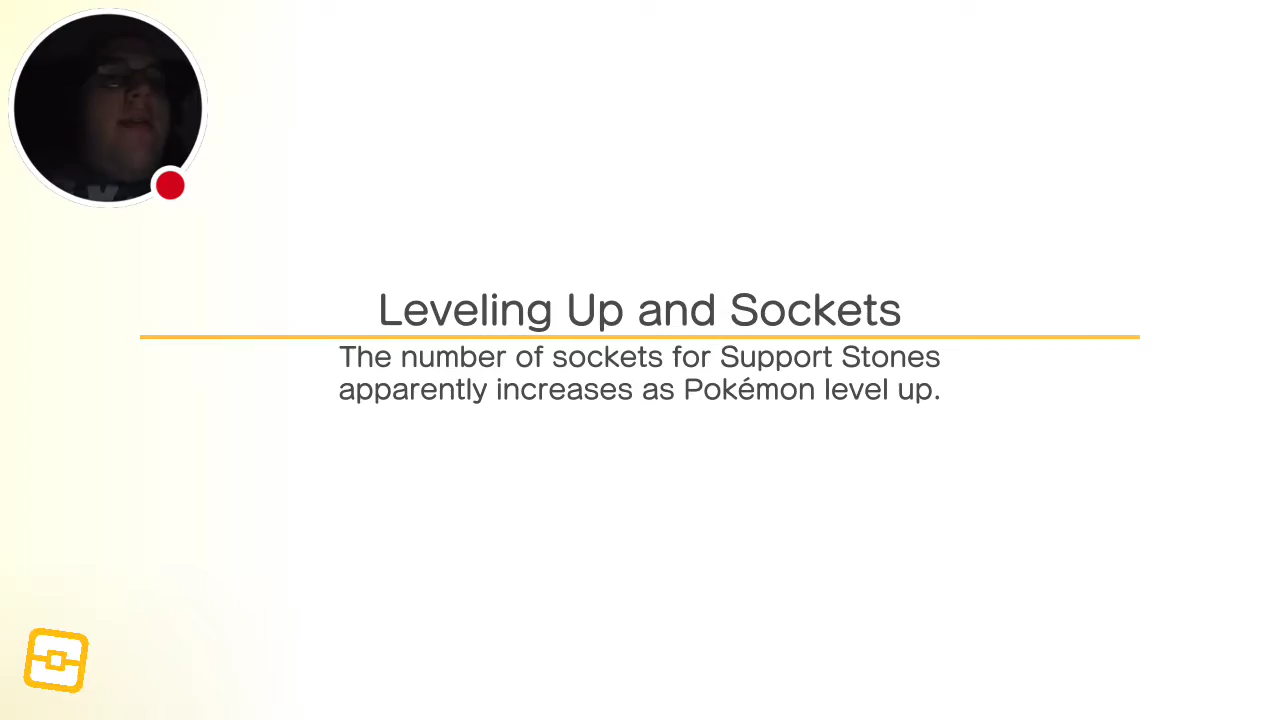 Leveling Up and Sockets
The number of sockets for Support Stones
apparently increases as Pokémon level up.